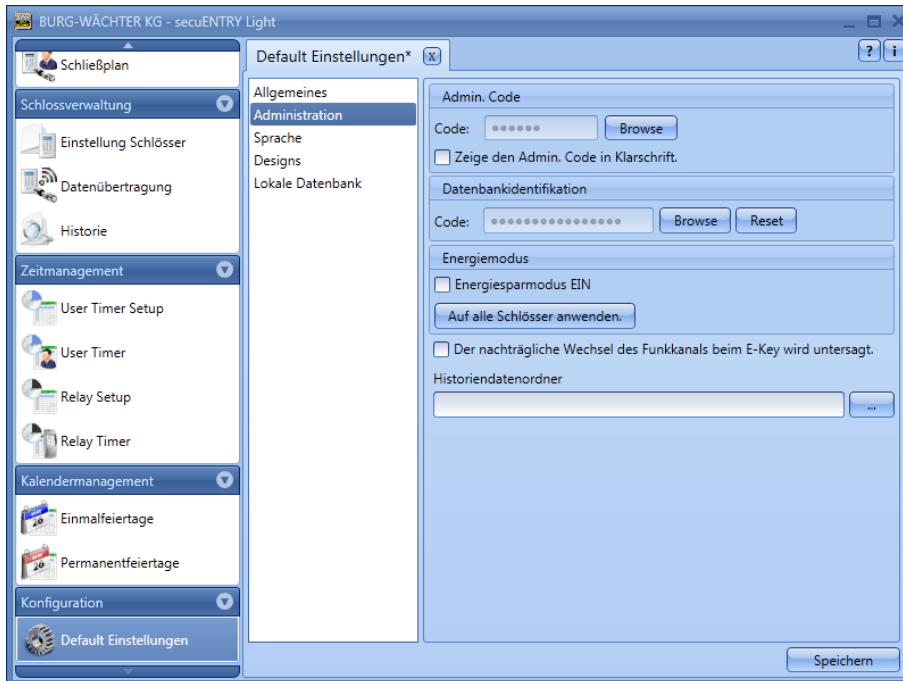 BURG-WÄCHTER KG - secuENTRY Light
Schließplan
Schlossverwaltung
Einstellung Schlösser
Datenübertragung
Historie
Zeitmanagement
User Timer Setup
User Timer
Relay Setup
Relay Timer
Kalendermanagement
Einmalfeiertage
Permanentfeiertage
Konfiguration
Default Einstellungen
Default Einstellungen* x
? i
Allgemeines
Administration
Sprache
Designs
Lokale Datenbank
Admin. Code
Code: •••••• Browse
Zeige den Admin. Code in Klarschrift.
Datenbankidentifikation
Code: •••••••••••••••• Browse Reset
Energiemodus
Energiesparmodus EIN
Auf alle Schlösser anwenden.
Der nachträgliche Wechsel des Funkkanals beim E-Key wird untersagt.
Historiendatenordner
...
Speichern